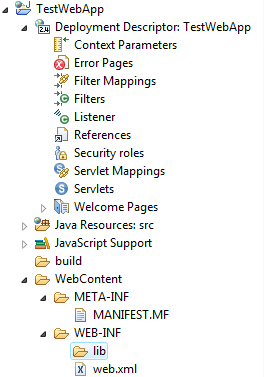 TestWebApp
Deployment Descriptor: TestWebApp
Context Parameters
Error Pages
Filter Mappings
Filters
Listener
References
Security roles
Servlet Mappings
Servlets
Welcome Pages
Java Resources: src
JavaScript Support
build
WebContent
META-INF
MANIFEST.MF
WEB-INF
lib
web.xml